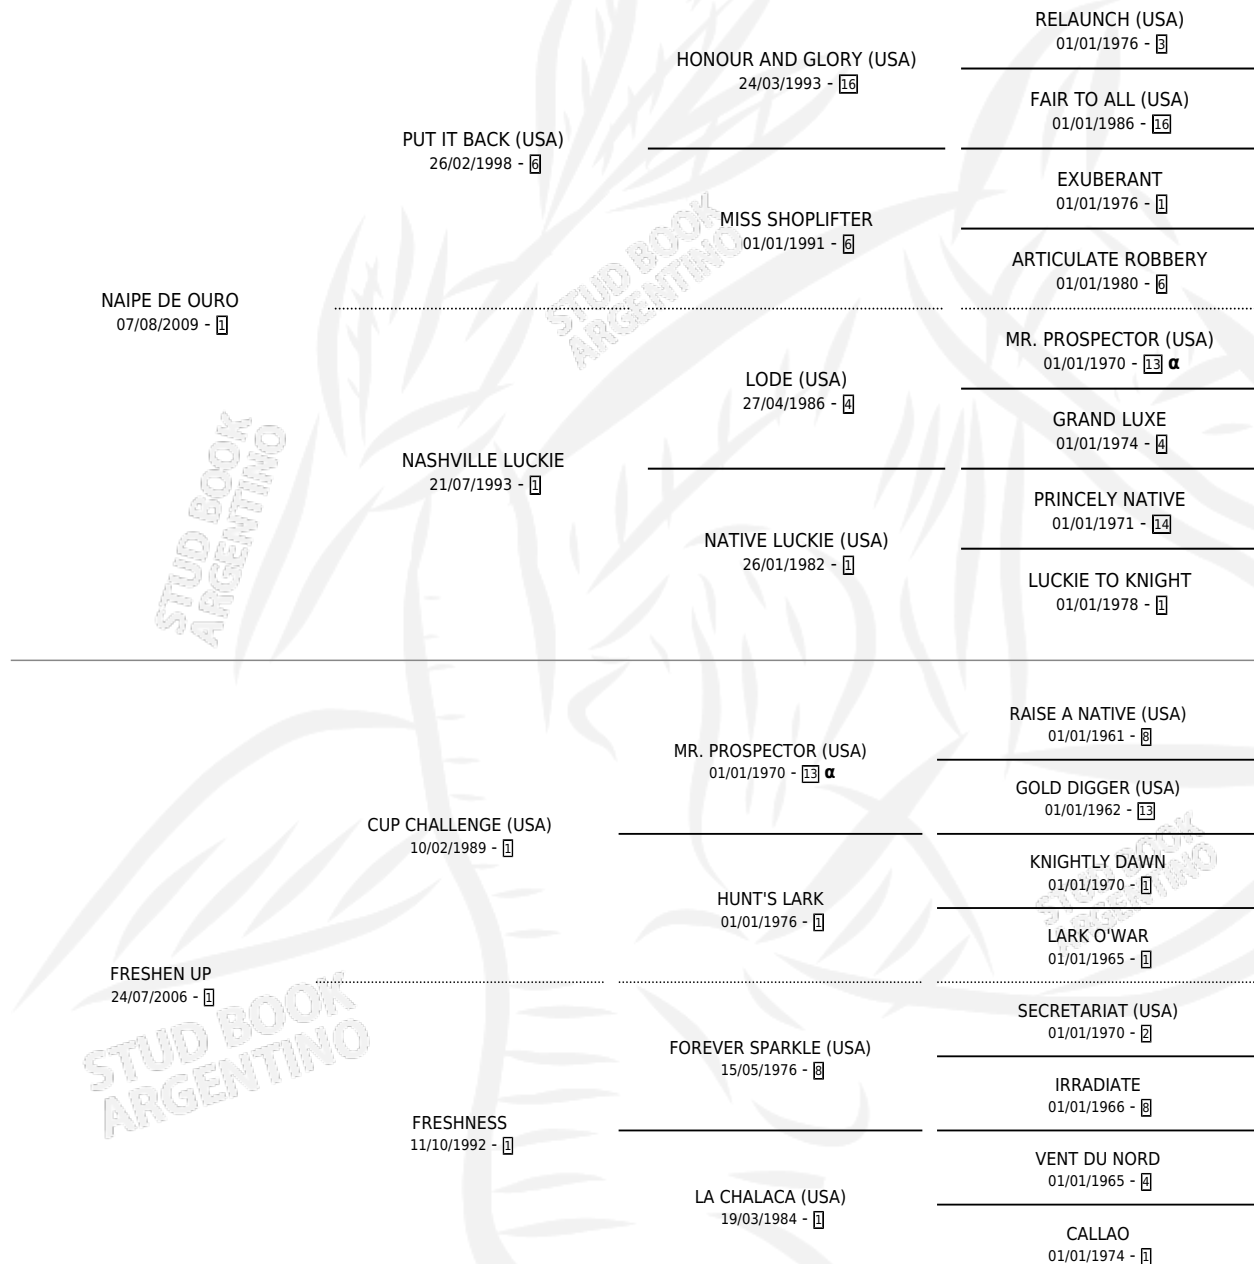 RELAUNCH (USA)
01/01/1976 - 3
HONOUR AND GLORY (USA)
24/03/1993 - 16
FAIR TO ALL (USA)
01/01/1986 - 16
PUT IT BACK (USA)
26/02/1998 - 6
EXUBERANT
01/01/1976 - 1
MISS SHOPLIFTER
01/01/1991 - 6
ARTICULATE ROBBERY
01/01/1980 - 6
NAIPE DE OURO
07/08/2009 - 1
MR. PROSPECTOR (USA)
01/01/1970 - 13 α
LODE (USA)
27/04/1986 - 4
GRAND LUXE
01/01/1974 - 4
NASHVILLE LUCKIE
21/07/1993 - 1
PRINCELY NATIVE
01/01/1971 - 14
NATIVE LUCKIE (USA)
26/01/1982 - 1
LUCKIE TO KNIGHT
01/01/1978 - 1
RAISE A NATIVE (USA)
01/01/1961 - 8
MR. PROSPECTOR (USA)
01/01/1970 - 13 α
GOLD DIGGER (USA)
01/01/1962 - 13
CUP CHALLENGE (USA)
10/02/1989 - 1
KNIGHTLY DAWN
01/01/1970 - 1
HUNT'S LARK
01/01/1976 - 1
LARK O'WAR
01/01/1965 - 1
FRESHEN UP
24/07/2006 - 1
SECRETARIAT (USA)
01/01/1970 - 2
FOREVER SPARKLE (USA)
15/05/1976 - 8
IRRADIATE
01/01/1966 - 8
FRESHNESS
11/10/1992 - 1
VENT DU NORD
01/01/1965 - 4
LA CHALACA (USA)
19/03/1984 - 1
CALLAO
01/01/1974 - 1
STUD BOOK
ARGENTINO
STUD BOOK
ARGENTINO
STUD BOOK
ARGENTINO
STUD BOOK
ARGENTINO